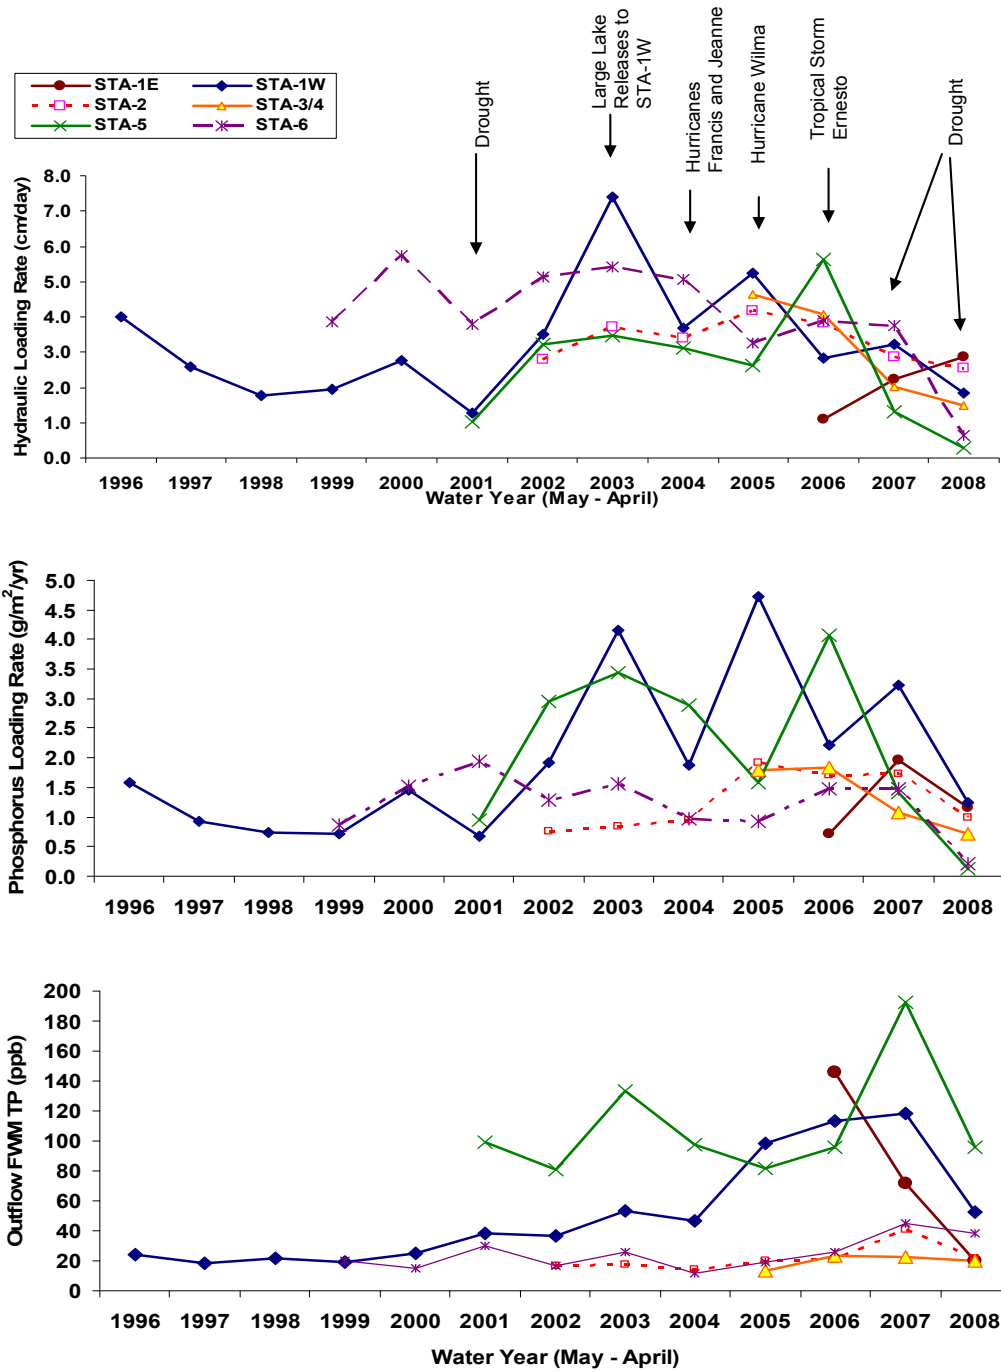 STA-1E
STA-1W
STA-2
STA-3/4
STA-5
STA-6
Drought
Large Lake
Releases to
STA-1W
Hurricanes
Francis and Jeanne
Hurricane Wilma
Tropical Storm
Ernesto
Drought
Hydraulic Loading Rate (cm/day)
8.0
7.0
6.0
5.0
4.0
3.0
2.0
1.0
0.0
1996 1997 1998 1999 2000 2001 2002 2003 2004 2005 2006 2007 2008
Water Year (May - April)
Phosphorus Loading Rate (g/m²/yr)
5.0
4.5
4.0
3.5
3.0
2.5
2.0
1.5
1.0
0.5
0.0
1996 1997 1998 1999 2000 2001 2002 2003 2004 2005 2006 2007 2008
Outflow FWM TP (ppb)
200
180
160
140
120
100
80
60
40
20
0
1996 1997 1998 1999 2000 2001 2002 2003 2004 2005 2006 2007 2008
Water Year (May - April)